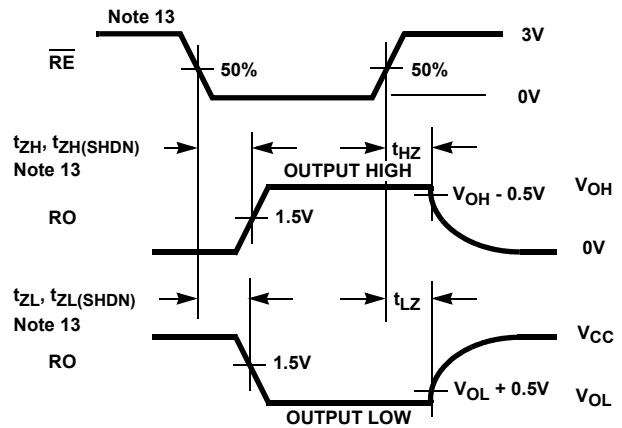 Note 13
RE
3V
50%
50%
0V
tZH, tZH(SHDN)
Note 13
tHZ
OUTPUT HIGH
VOH - 0.5V
VOH
RO
1.5V
0V
tZL, tZL(SHDN)
Note 13
tLZ
VCC
RO
1.5V
VOL + 0.5V
VOL
OUTPUT LOW